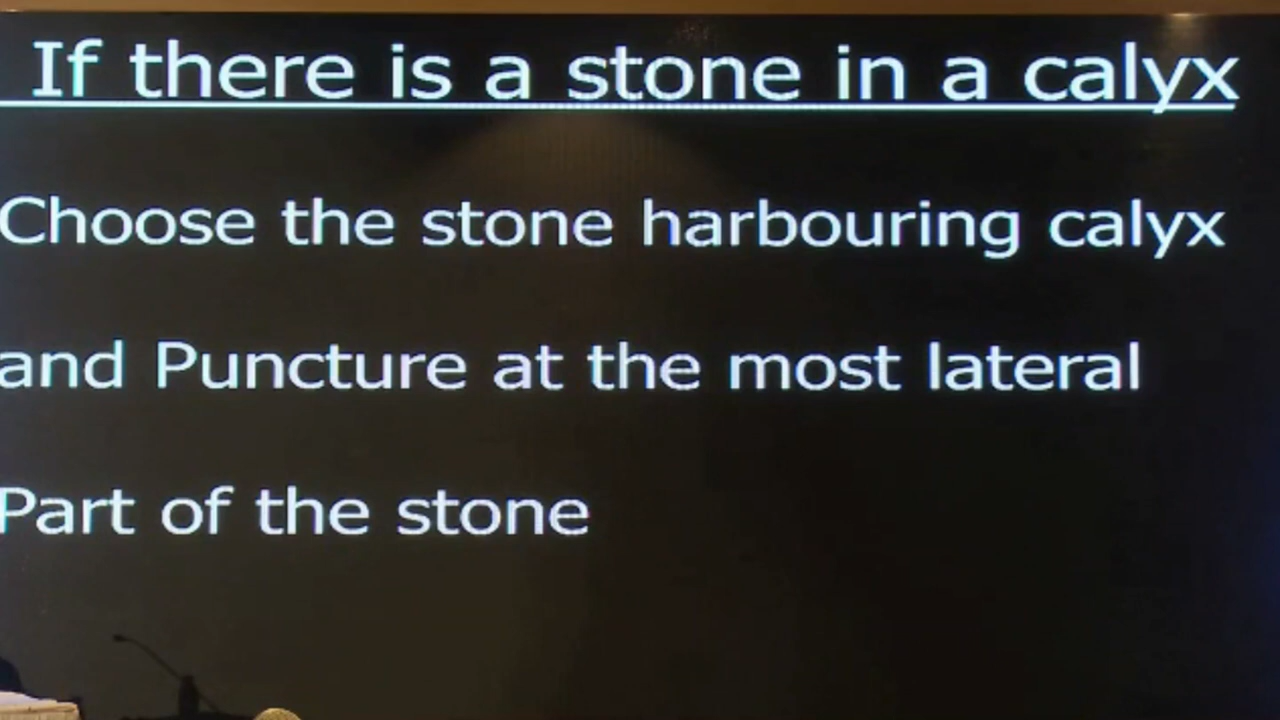 If there is a stone in a calyx
Choose the stone harbouring calyx
and Puncture at the most lateral
Part of the stone